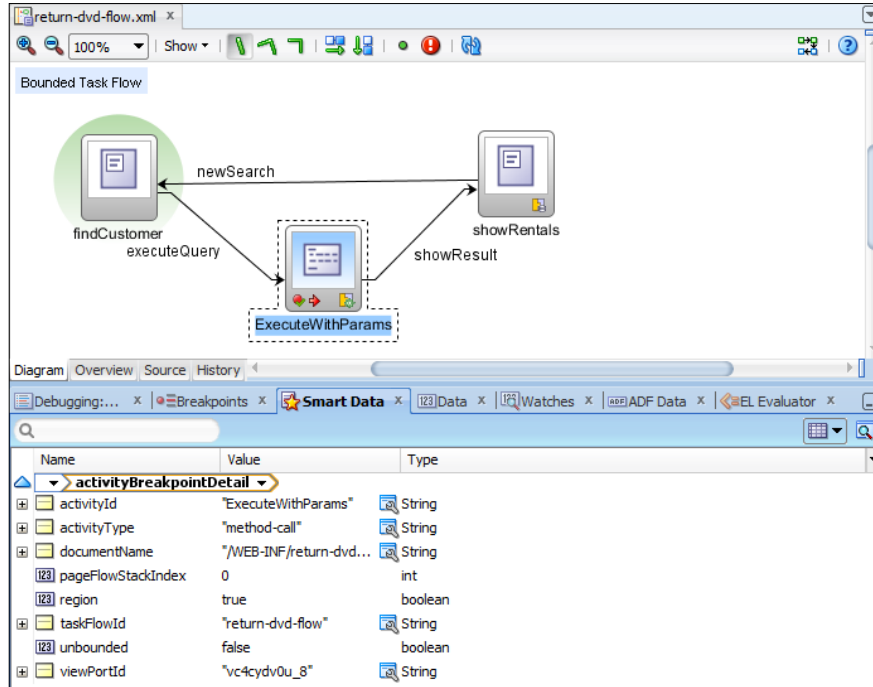 return-dvd-flow.xml x
100% Show
Bounded Task Flow
newSearch
findCustomer
showRentals
executeQuery
showResult
ExecuteWithParams
Diagram Overview Source History
Debugging:... x Breakpoints x Smart Data x Data x Watches x ADF Data x EL Evaluator x
Name Value Type
activityBreakpointDetail
activityId "ExecuteWithParams" String
activityType "method-call" String
documentName "/WEB-INF/return-dvd... String
123 pageFlowStackIndex 0 int
123 region true boolean
taskFlowId "return-dvd-flow" String
123 unbounded false boolean
viewPortId "vc4cydv0u_8" String